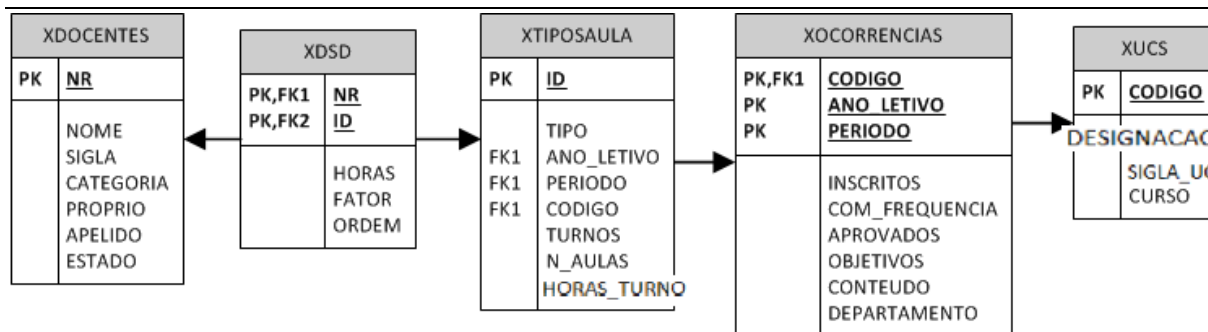 XDOCENTES
PK NR
NOME
SIGLA
CATEGORIA
PROPRIO
APELIDO
ESTADO
XDSD
PK,FK1 NR
PK,FK2 ID
HORAS
FATOR
ORDEM
XTIPOSAULA
PK ID
TIPO
FK1 ANO_LETIVO
FK1 PERIODO
FK1 CODIGO
TURNOS
N_AULAS
HORAS_TURNO
XOCORRENCIAS
PK,FK1 CODIGO
PK ANO_LETIVO
PK PERIODO
INSCRITOS
COM_FREQUENCIA
APROVADOS
OBJETIVOS
CONTEUDO
DEPARTAMENTO
XUCS
PK CODIGO
DESIGNACAO
SIGLA_UC
CURSO